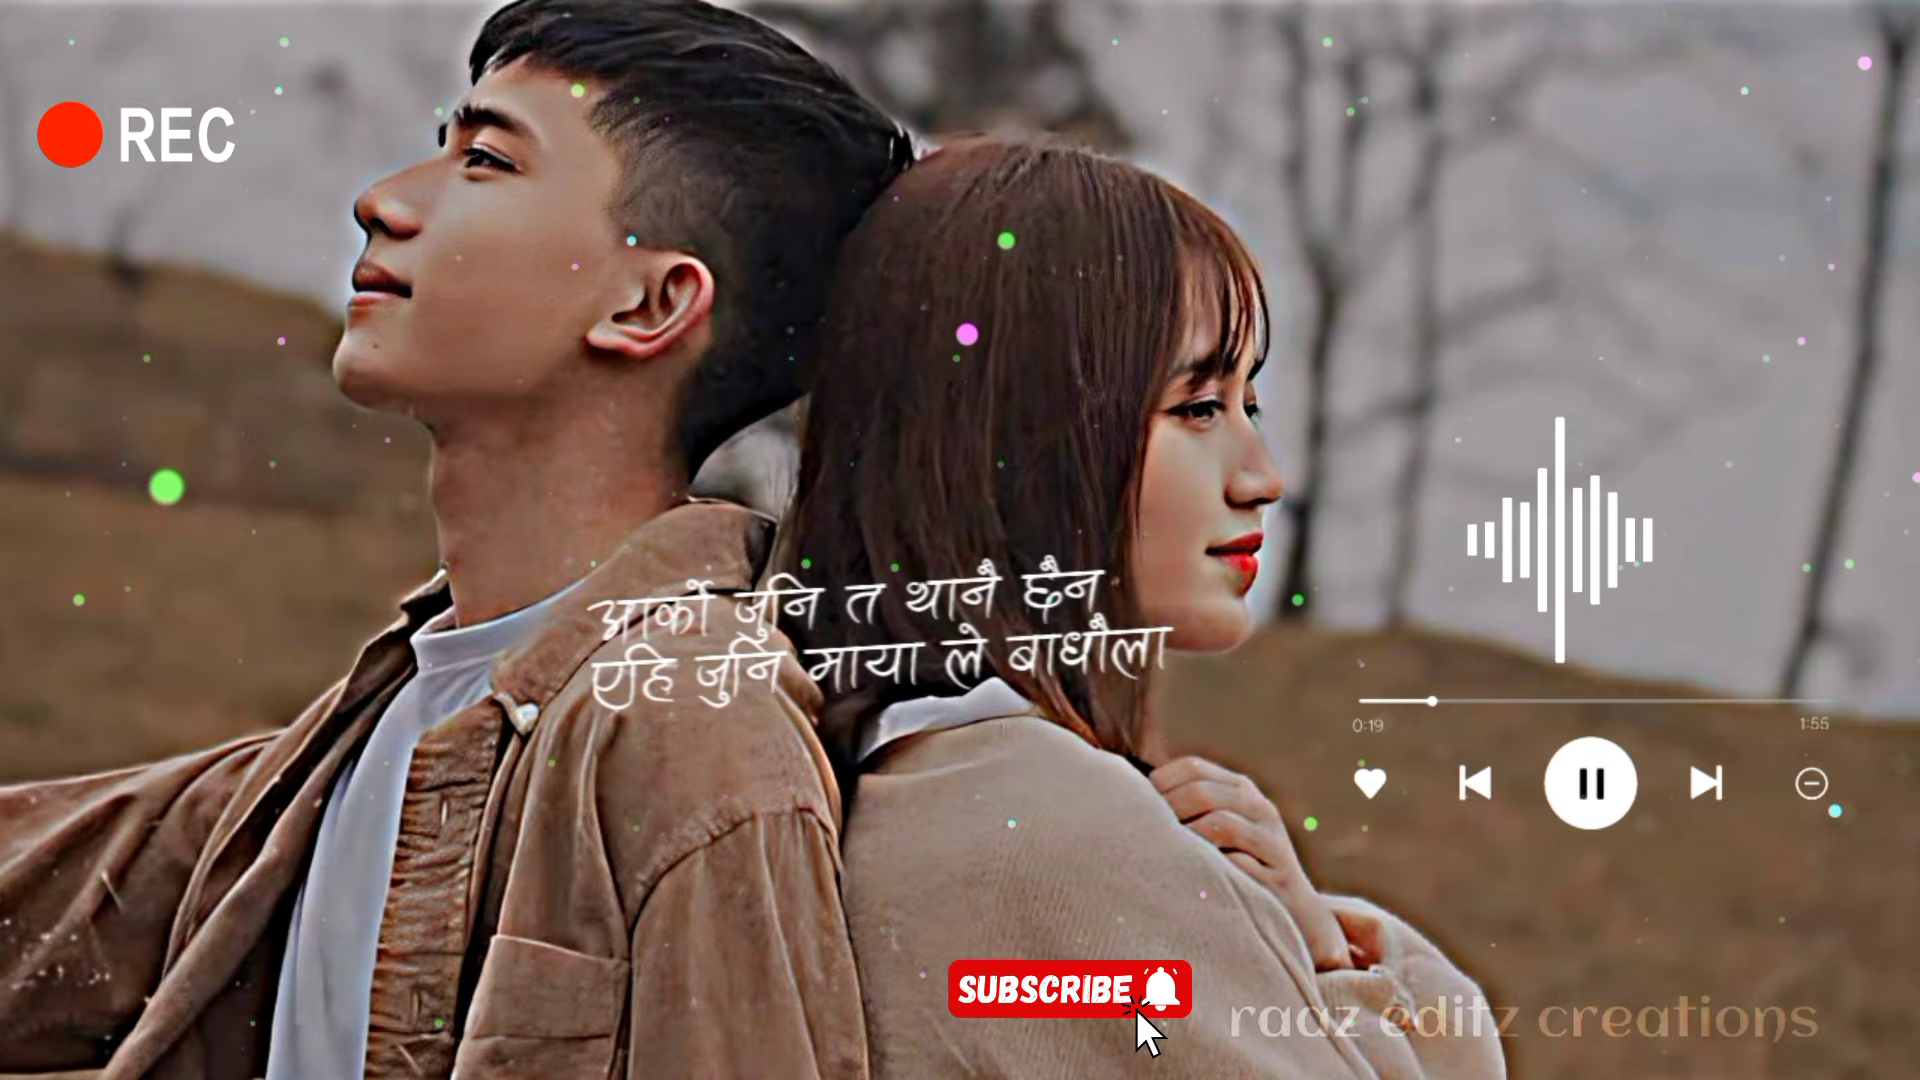 REC
आर्को जुनि त थानै छैन
एहि जुनि माया ले बाधौला
0:19 1:55
SUBSCRIBE
raaz editz creations